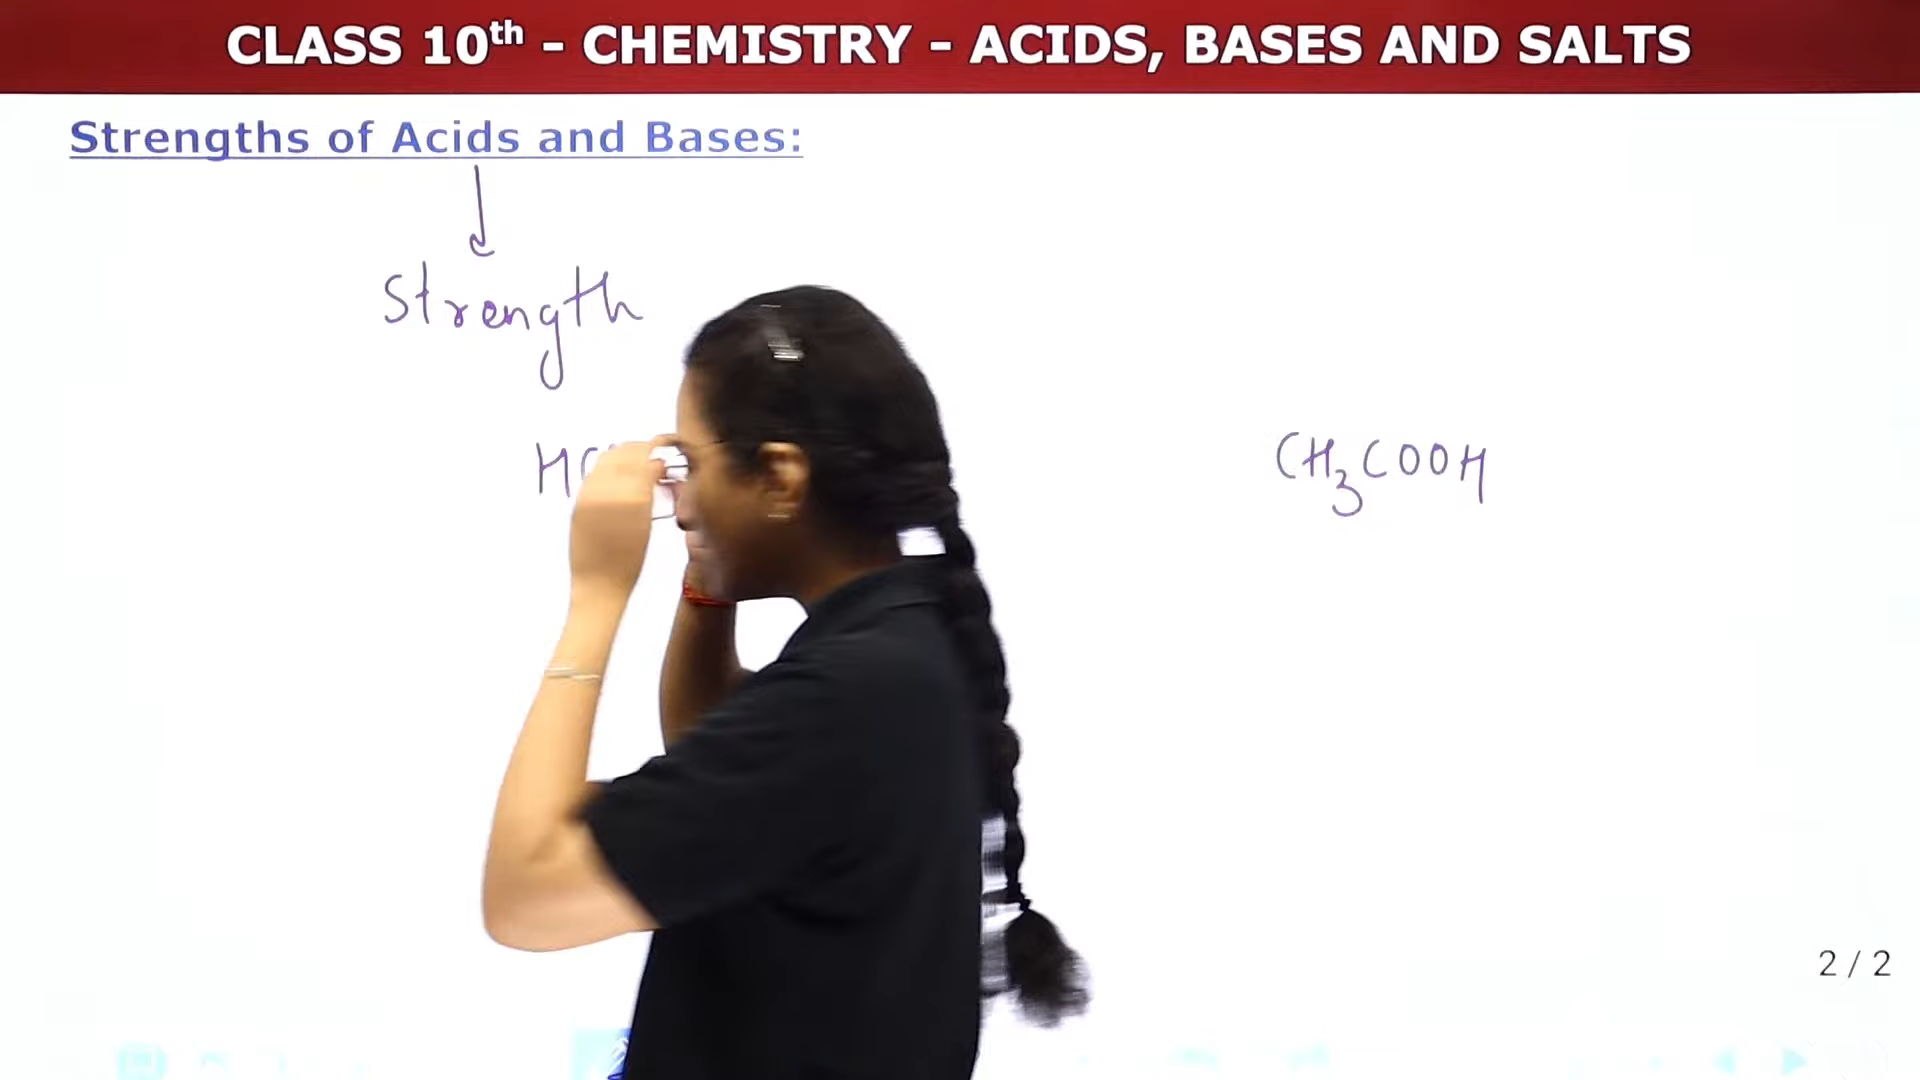 CLASS 10th - CHEMISTRY - ACIDS, BASES AND SALTS
Strengths of Acids and Bases:
Strength
CH3COOH
2 / 2